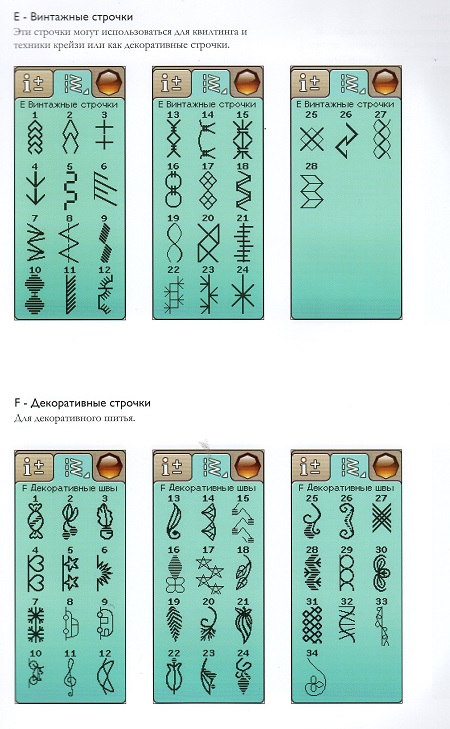 E - Винтажные строчки
Эти строчки могут использоваться для квилтинга и
техники крейзи или как декоративные строчки.
E Винтажные строчки
1 2 3
4 5 6
7 8 9
10 11 12
E Винтажные строчки
13 14 15
16 17 18
19 20 21
22 23 24
E Винтажные строчки
25 26 27
28
F - Декоративные строчки
Для декоративного шитья.
F Декоративные швы
1 2 3
4 5 6
7 8 9
10 11 12
F Декоративные швы
13 14 15
16 17 18
19 20 21
22 23 24
F Декоративные швы
25 26 27
28 29 30
31 32 33
34